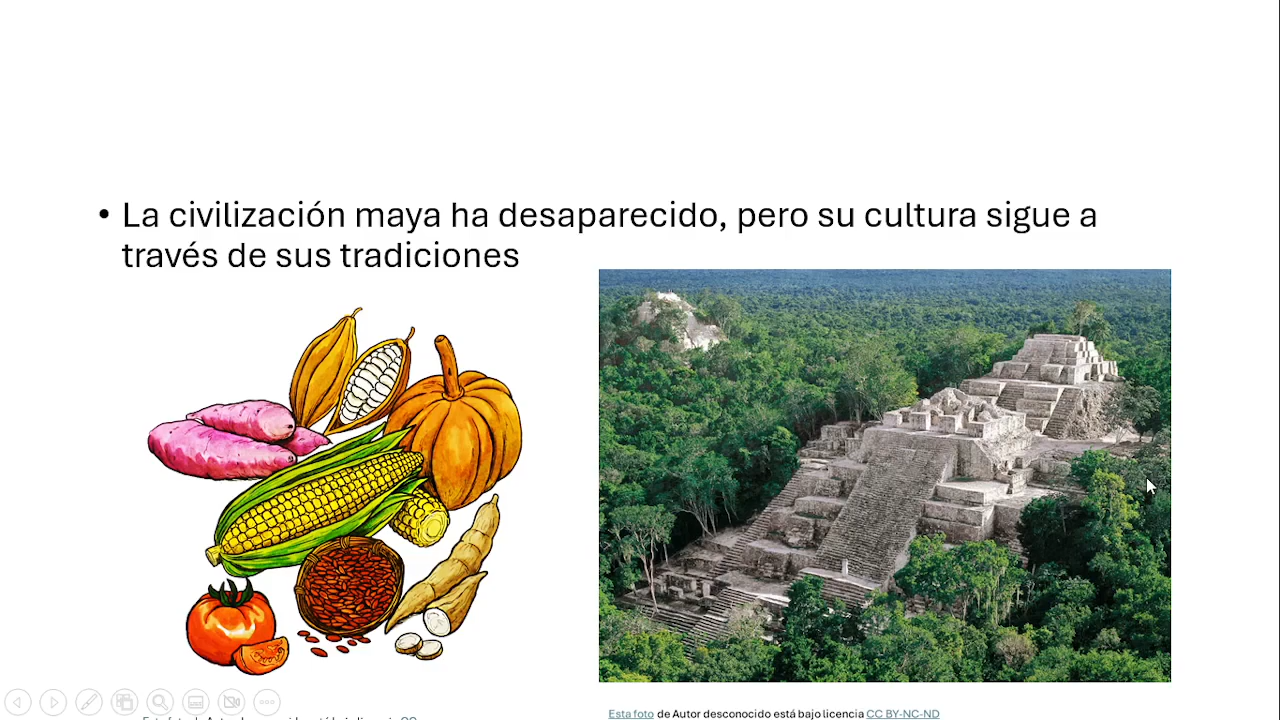 • La civilización maya ha desaparecido, pero su cultura sigue a
través de sus tradiciones
Esta foto de Autor desconocido está bajo licencia CC BY-NC-ND